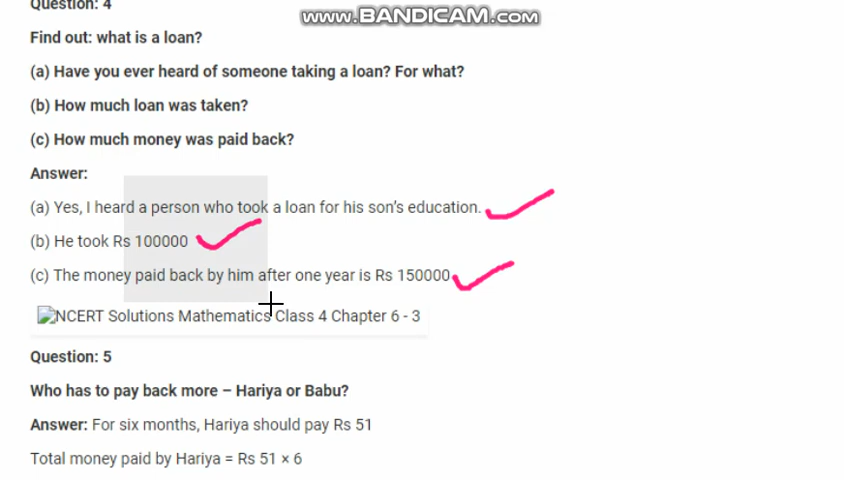 Question: 4
www.BANDICAM.com
Find out: what is a loan?
(a) Have you ever heard of someone taking a loan? For what?
(b) How much loan was taken?
(c) How much money was paid back?
Answer:
(a) Yes, I heard a person who took a loan for his son's education.
(b) He took Rs 100000
(c) The money paid back by him after one year is Rs 150000
NCERT Solutions Mathematics Class 4 Chapter 6 - 3
Question: 5
Who has to pay back more – Hariya or Babu?
Answer: For six months, Hariya should pay Rs 51
Total money paid by Hariya = Rs 51 × 6